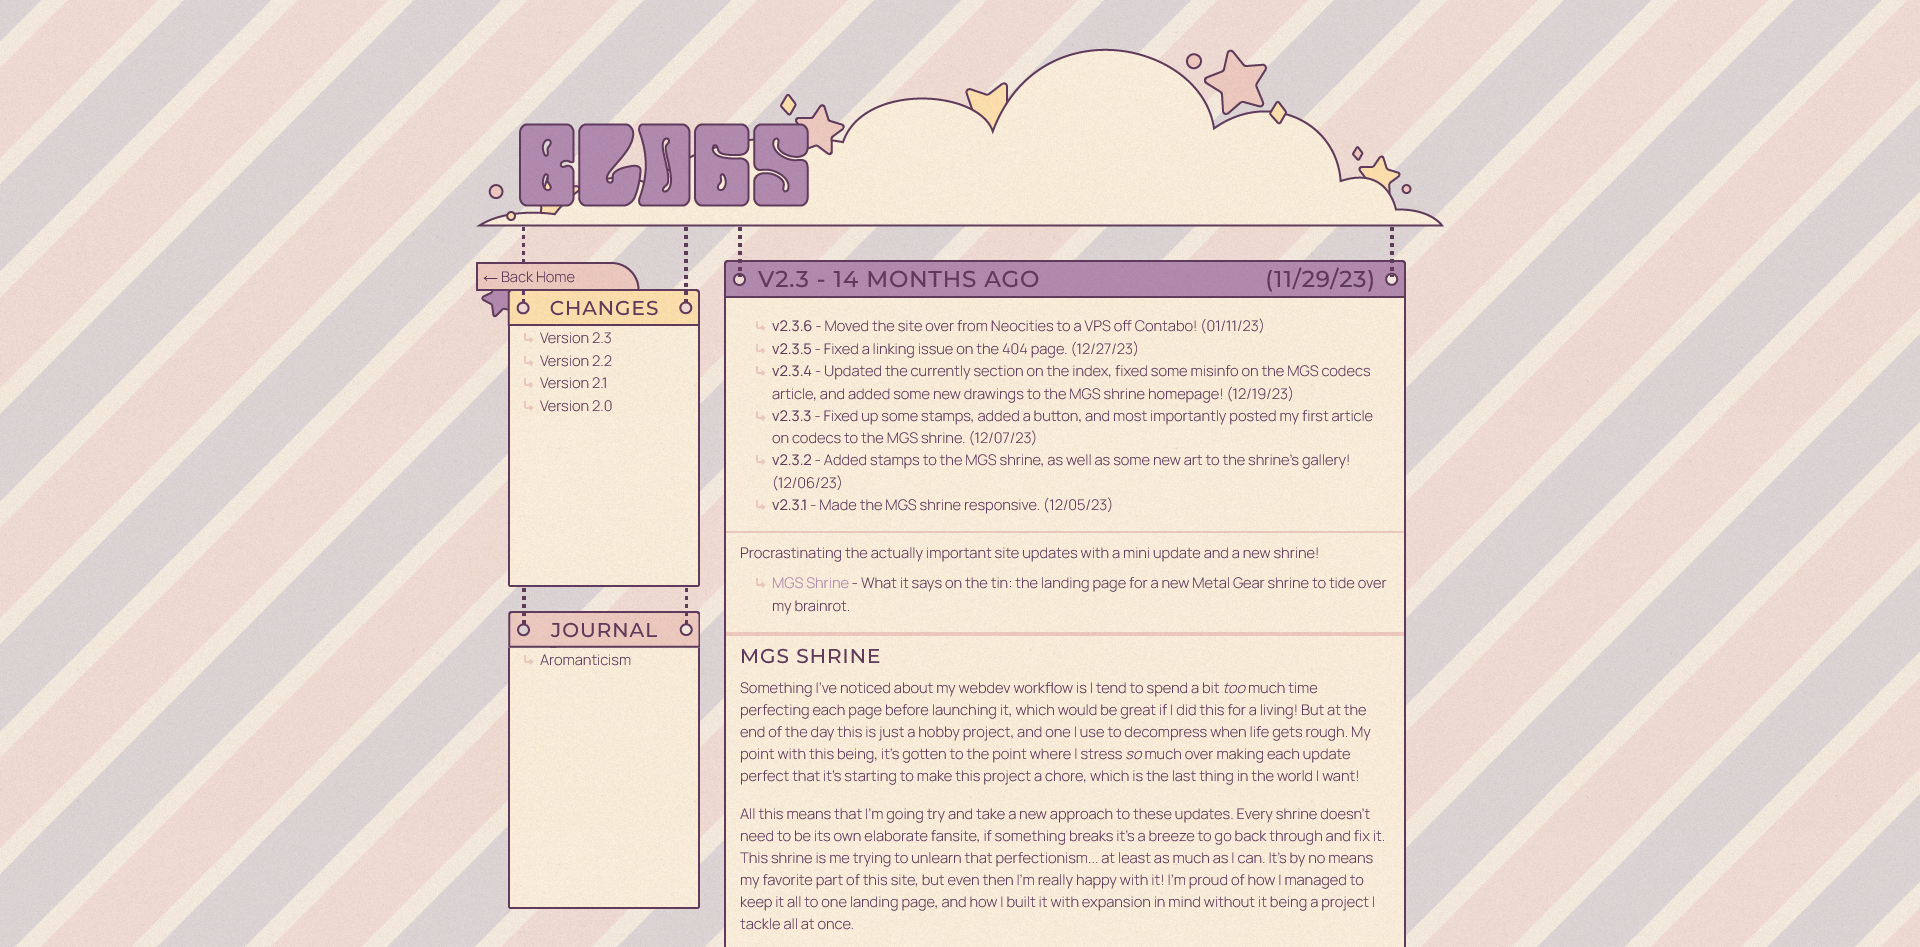 BLOGS
← Back Home
CHANGES
Version 2.3
Version 2.2
Version 2.1
Version 2.0
JOURNAL
Aromanticism
V2.3 - 14 MONTHS AGO (11/29/23)
v2.3.6 - Moved the site over from Neocities to a VPS off Contabo! (01/11/23)
v2.3.5 - Fixed a linking issue on the 404 page. (12/27/23)
v2.3.4 - Updated the currently section on the index, fixed some misinfo on the MGS codecs
article, and added some new drawings to the MGS shrine homepage! (12/19/23)
v2.3.3 - Fixed up some stamps, added a button, and most importantly posted my first article
on codecs to the MGS shrine. (12/07/23)
v2.3.2 - Added stamps to the MGS shrine, as well as some new art to the shrine's gallery!
(12/06/23)
v2.3.1 - Made the MGS shrine responsive. (12/05/23)
Procrastinating the actually important site updates with a mini update and a new shrine!
MGS Shrine - What it says on the tin: the landing page for a new Metal Gear shrine to tide over
my brainrot.
MGS SHRINE
Something I've noticed about my webdev workflow is I tend to spend a bit too much time
perfecting each page before launching it, which would be great if I did this for a living! But at the
end of the day this is just a hobby project, and one I use to decompress when life gets rough. My
point with this being, it's gotten to the point where I stress so much over making each update
perfect that it's starting to make this project a chore, which is the last thing in the world I want!
All this means that I'm going try and take a new approach to these updates. Every shrine doesn't
need to be its own elaborate fansite, if something breaks it's a breeze to go back through and fix it.
This shrine is me trying to unlearn that perfectionism... at least as much as I can. It's by no means
my favorite part of this site, but even then I'm really happy with it! I'm proud of how I managed to
keep it all to one landing page, and how I built it with expansion in mind without it being a project I
tackle all at once.